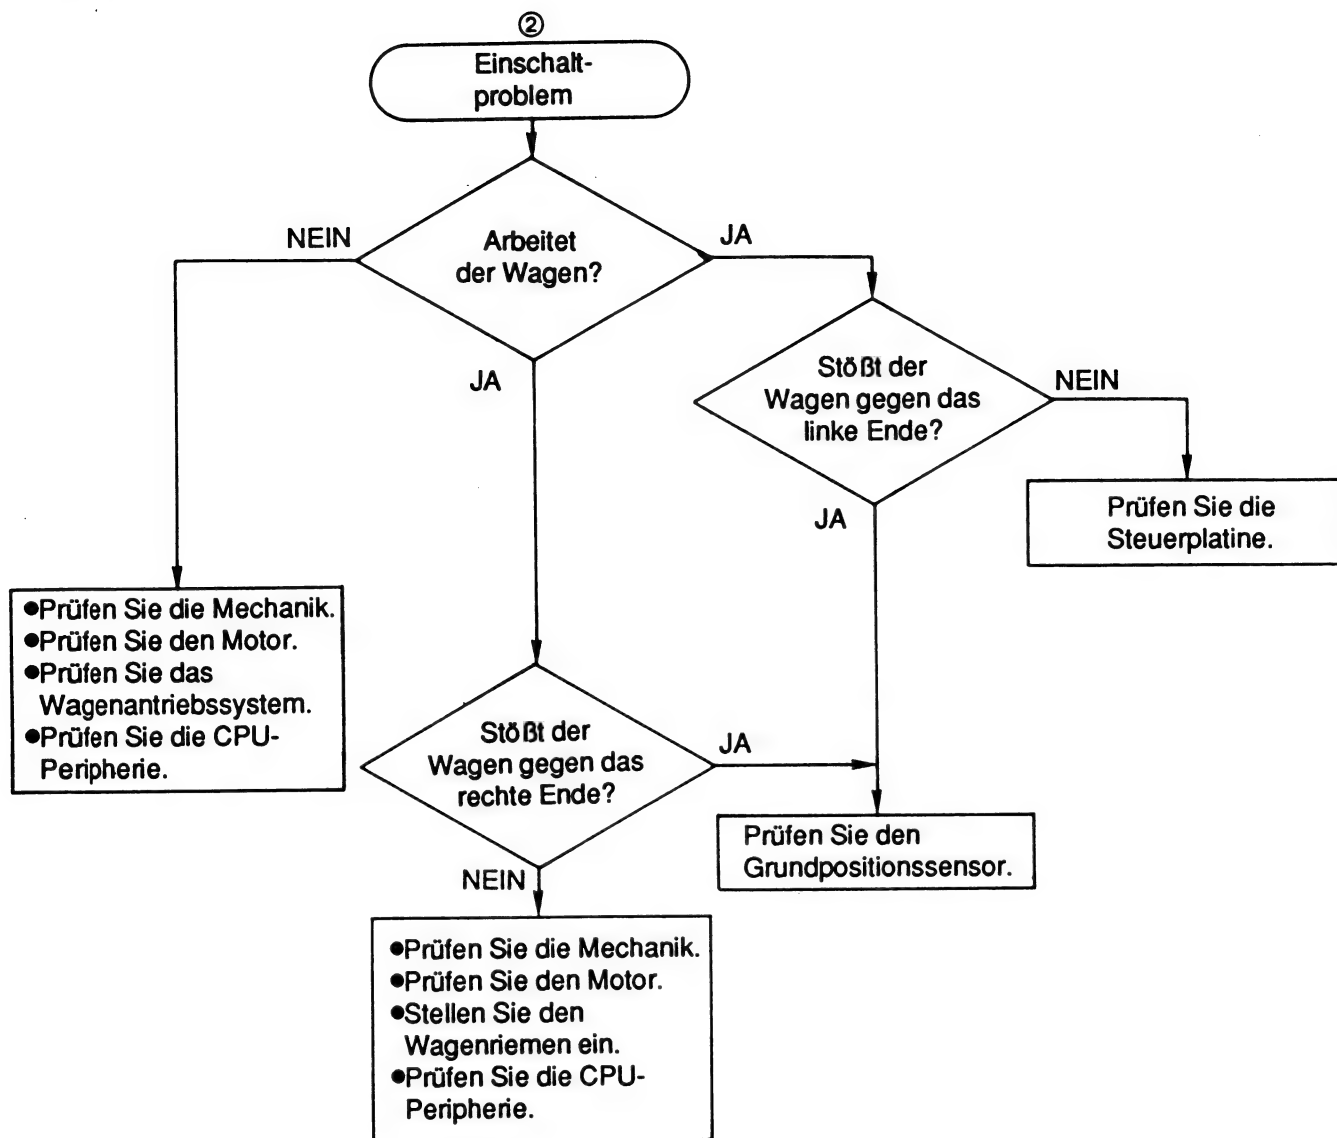 ②
Einschalt-
problem
NEIN
Arbeitet
der Wagen?
JA
JA
Stößt der
Wagen gegen das
linke Ende?
NEIN
JA
Prüfen Sie die
Steuerplatine.
●Prüfen Sie die Mechanik.
●Prüfen Sie den Motor.
●Prüfen Sie das
Wagenantriebssystem.
●Prüfen Sie die CPU-
Peripherie.
Stößt der
Wagen gegen das
rechte Ende?
JA
NEIN
Prüfen Sie den
Grundpositionssensor.
●Prüfen Sie die Mechanik.
●Prüfen Sie den Motor.
●Stellen Sie den
Wagenriemen ein.
●Prüfen Sie die CPU-
Peripherie.